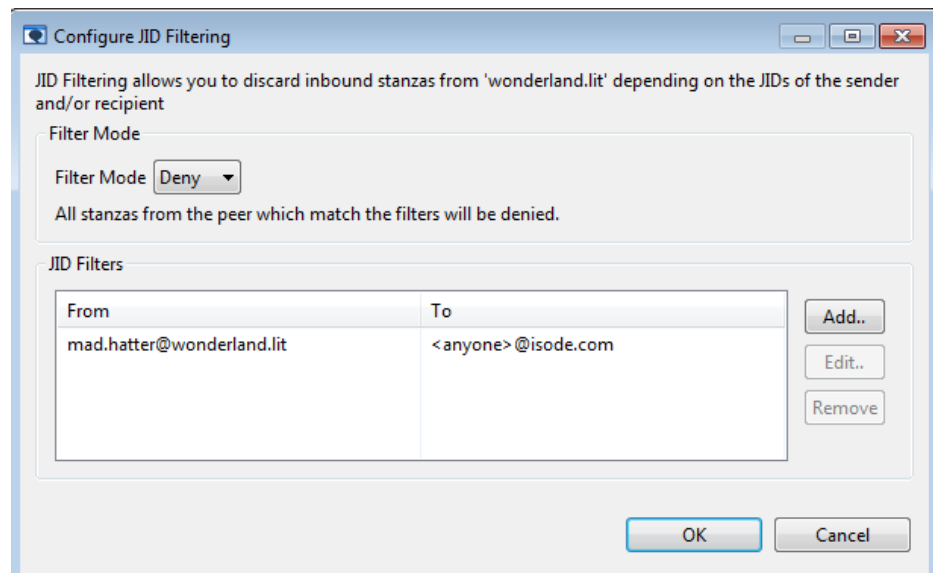 Configure JID Filtering
JID Filtering allows you to discard inbound stanzas from 'wonderland.lit' depending on the JIDs of the sender
and/or recipient
Filter Mode
Filter Mode Deny
All stanzas from the peer which match the filters will be denied.
JID Filters
From To
mad.hatter@wonderland.lit <anyone>@isode.com
Add..
Edit..
Remove
OK Cancel